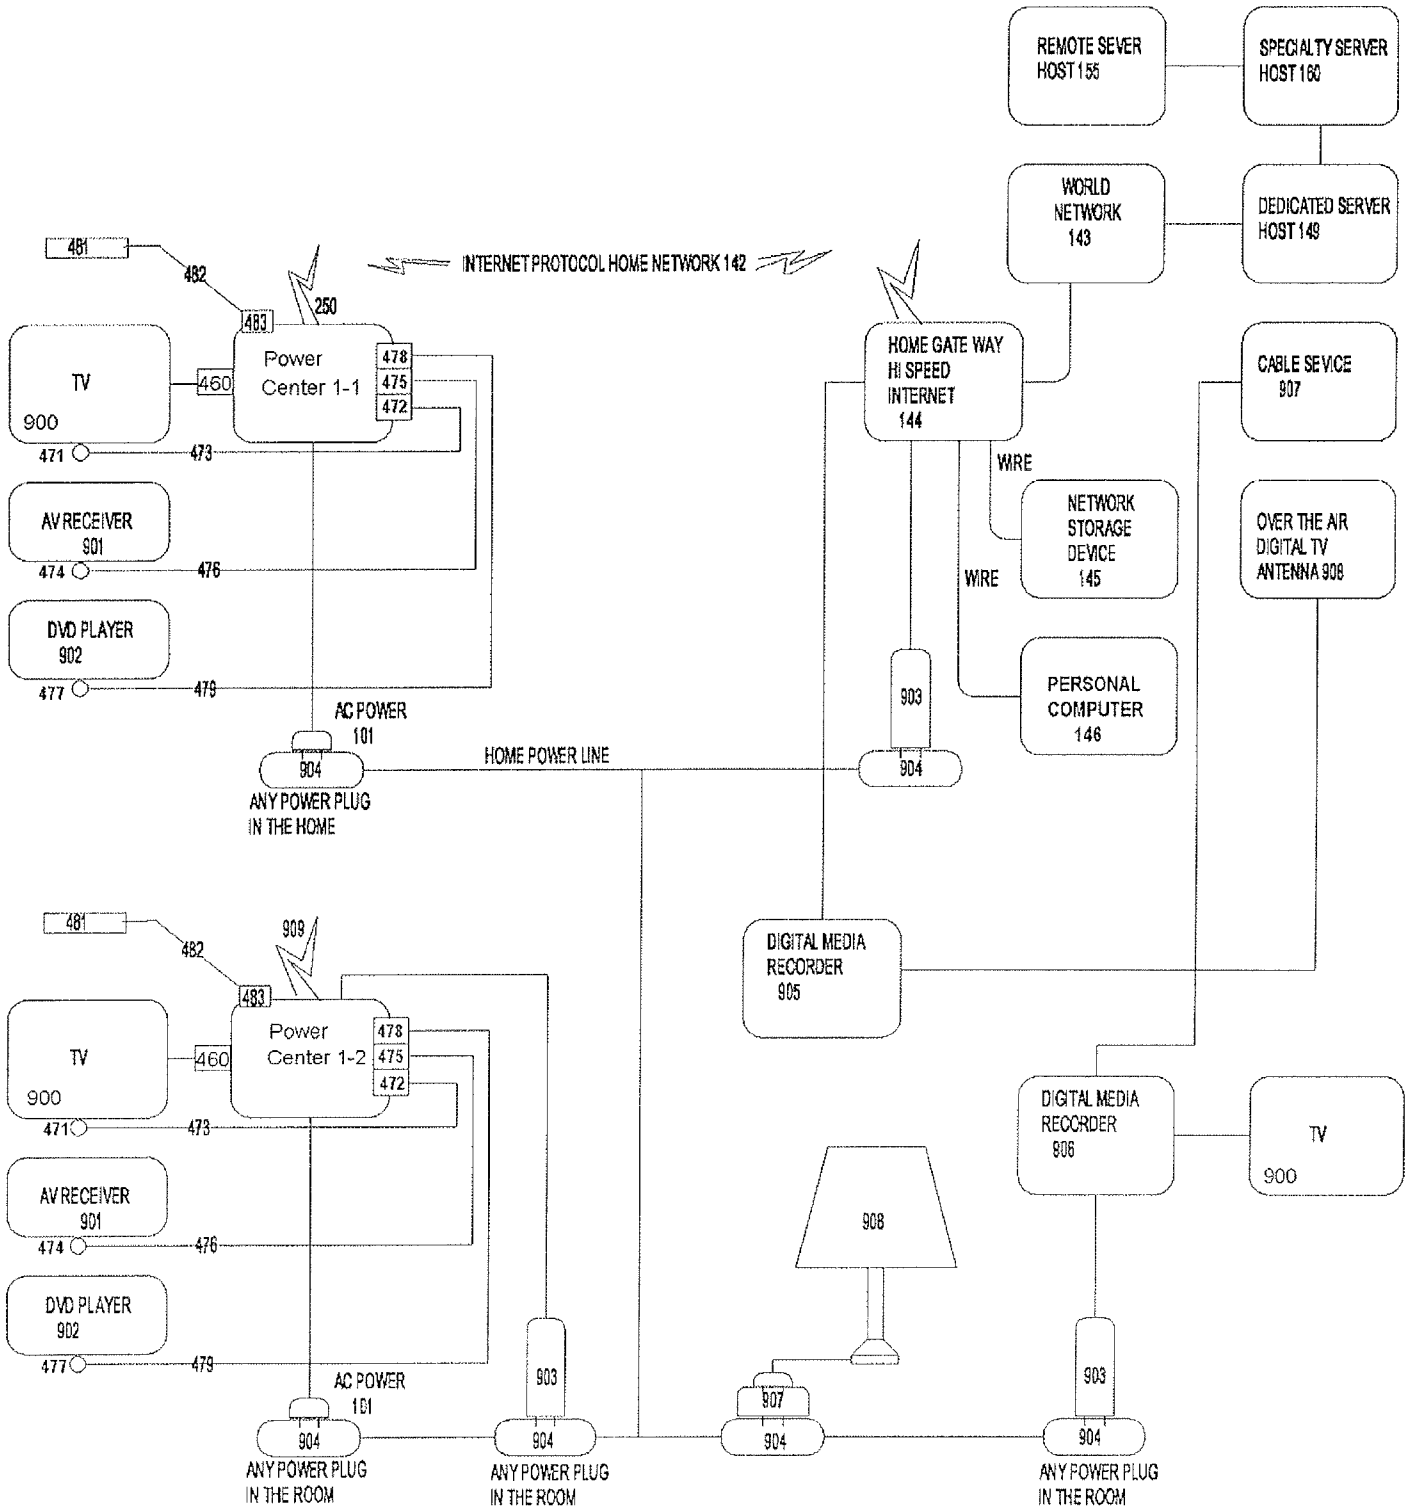 REMOTE SEVER
HOST 155
SPECIALTY SERVER
HOST 160
WORLD
NETWORK
143
DEDICATED SERVER
HOST 149
481
482
483
250
INTERNET PROTOCOL HOME NETWORK 142
TV
900
460
Power
Center 1-1
478
475
472
471
473
HOME GATE WAY
HI SPEED
INTERNET
144
CABLE SEVICE
907
WIRE
NETWORK
STORAGE
DEVICE
145
OVER THE AIR
DIGITAL TV
ANTENNA 908
AV RECEIVER
901
474
476
WIRE
DVD PLAYER
902
477
479
PERSONAL
COMPUTER
146
903
AC POWER
101
904
HOME POWER LINE
904
ANY POWER PLUG
IN THE HOME
481
482
909
483
DIGITAL MEDIA
RECORDER
905
TV
900
460
Power
Center 1-2
478
475
472
471
473
DIGITAL MEDIA
RECORDER
906
TV
900
AV RECEIVER
901
474
476
908
DVD PLAYER
902
477
479
AC POWER
101
903
907
903
904
904
904
904
ANY POWER PLUG
IN THE ROOM
ANY POWER PLUG
IN THE ROOM
ANY POWER PLUG
IN THE ROOM